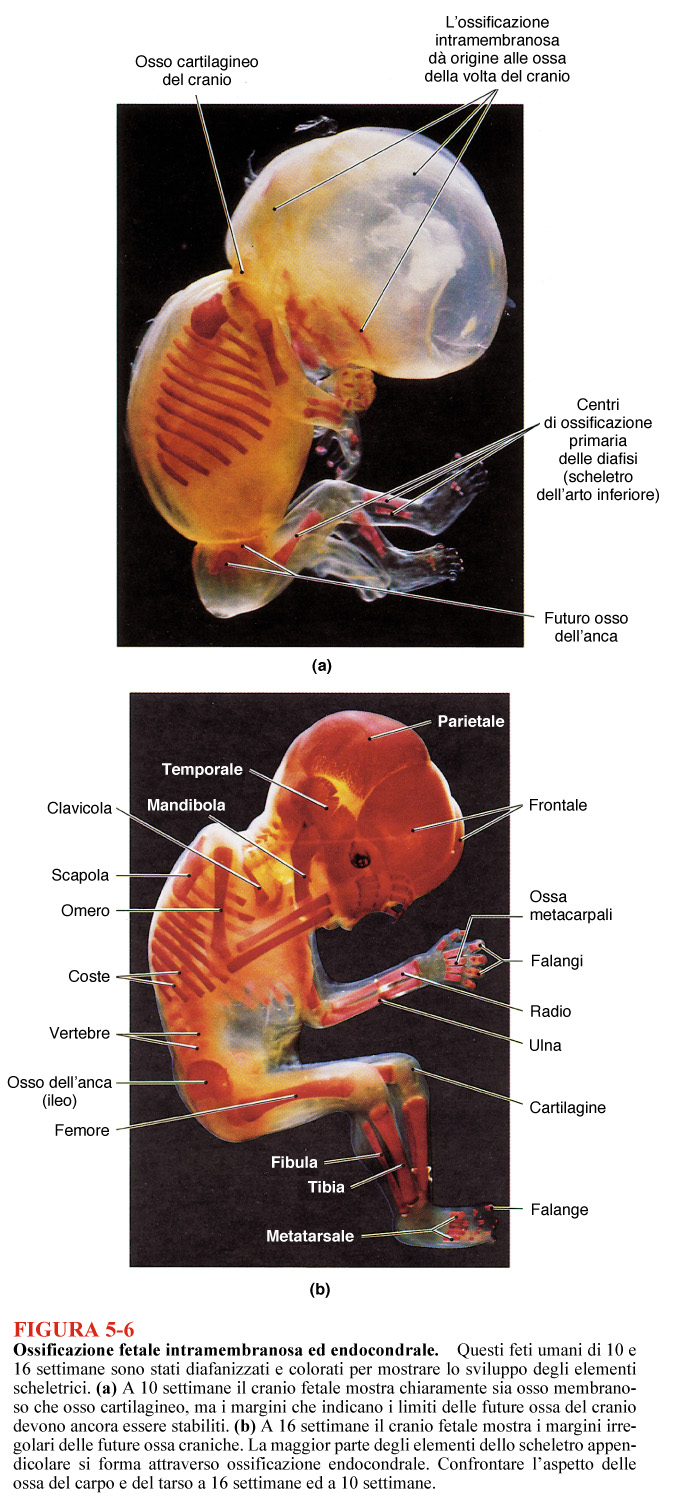 L'ossificazione
intramembranosa
dà origine alle ossa
della volta del cranio
Osso cartilagineo
del cranio
Centri
di ossificazione
primaria
delle diafisi
(scheletro
dell'arto inferiore)
Futuro osso
dell'anca
(a)
Parietale
Temporale
Mandibola
Clavicola
Frontale
Scapola
Omero
Ossa
metacarpali
Falangi
Coste
Radio
Vertebre
Ulna
Osso dell'anca
(ileo)
Cartilagine
Femore
Fibula
Tibia
Falange
Metatarsale
(b)
FIGURA 5-6
Ossificazione fetale intramembranosa ed endocondrale. Questi feti umani di 10 e
16 settimane sono stati diafanizzati e colorati per mostrare lo sviluppo degli elementi
scheletrici. (a) A 10 settimane il cranio fetale mostra chiaramente sia osso membrano-
so che osso cartilagineo, ma i margini che indicano i limiti delle future ossa del cranio
devono ancora essere stabiliti. (b) A 16 settimane il cranio fetale mostra i margini irre-
golari delle future ossa craniche. La maggior parte degli elementi dello scheletro appen-
dicolare si forma attraverso ossificazione endocondrale. Confrontare l'aspetto delle
ossa del carpo e del tarso a 16 settimane ed a 10 settimane.